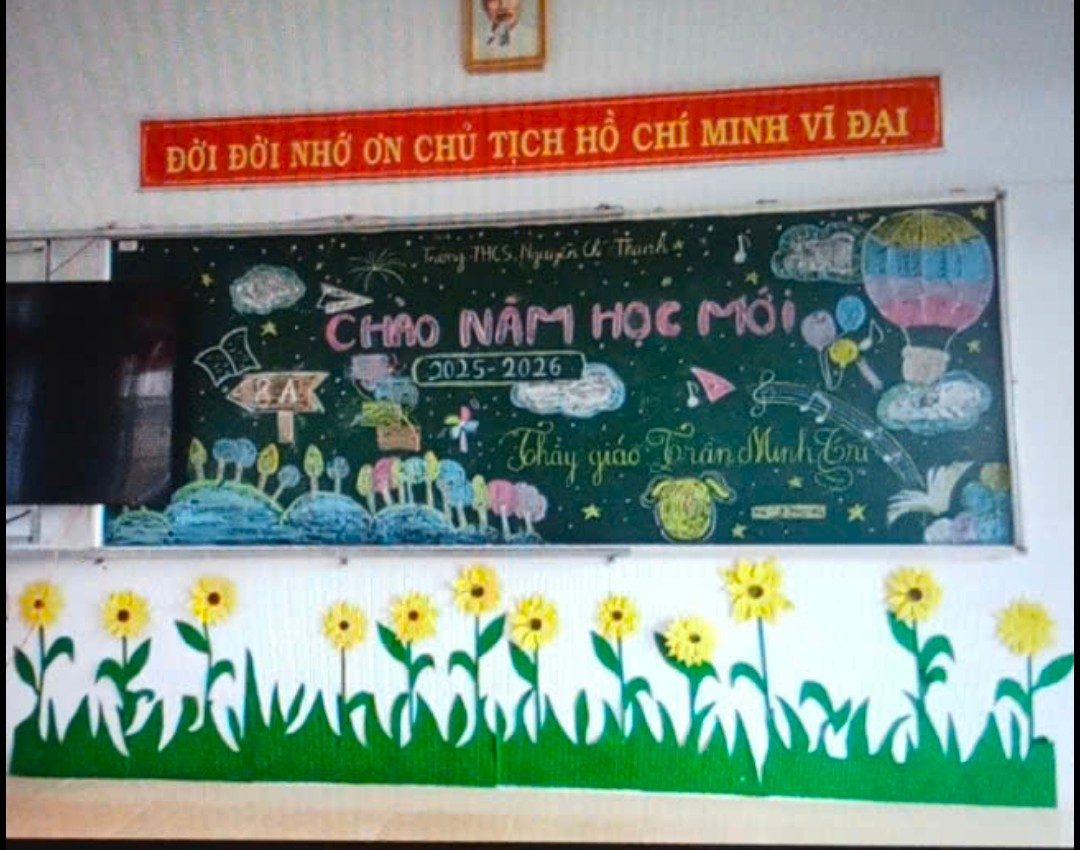 ĐỜI ĐỜI NHỚ ƠN CHỦ TỊCH HỒ CHÍ MINH VĨ ĐẠI
Trường THCS Nguyễn Chí Thanh
CHÀO NĂM HỌC MỚI
2025-2026
8A
Thầy giáo Trần Minh Trí